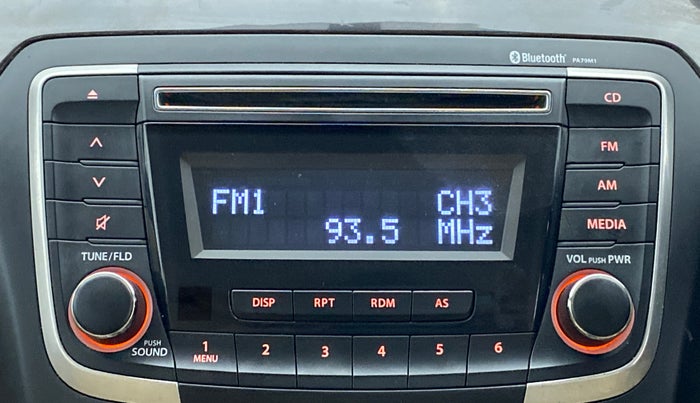 Bluetooth PA79M1
CD
FM
AM
MEDIA
FM1 CH3
93.5 MHz
TUNE/FLD
VOL PUSH PWR
DISP RPT RDM AS
PUSH SOUND
1 MENU 2 3 4 5 6